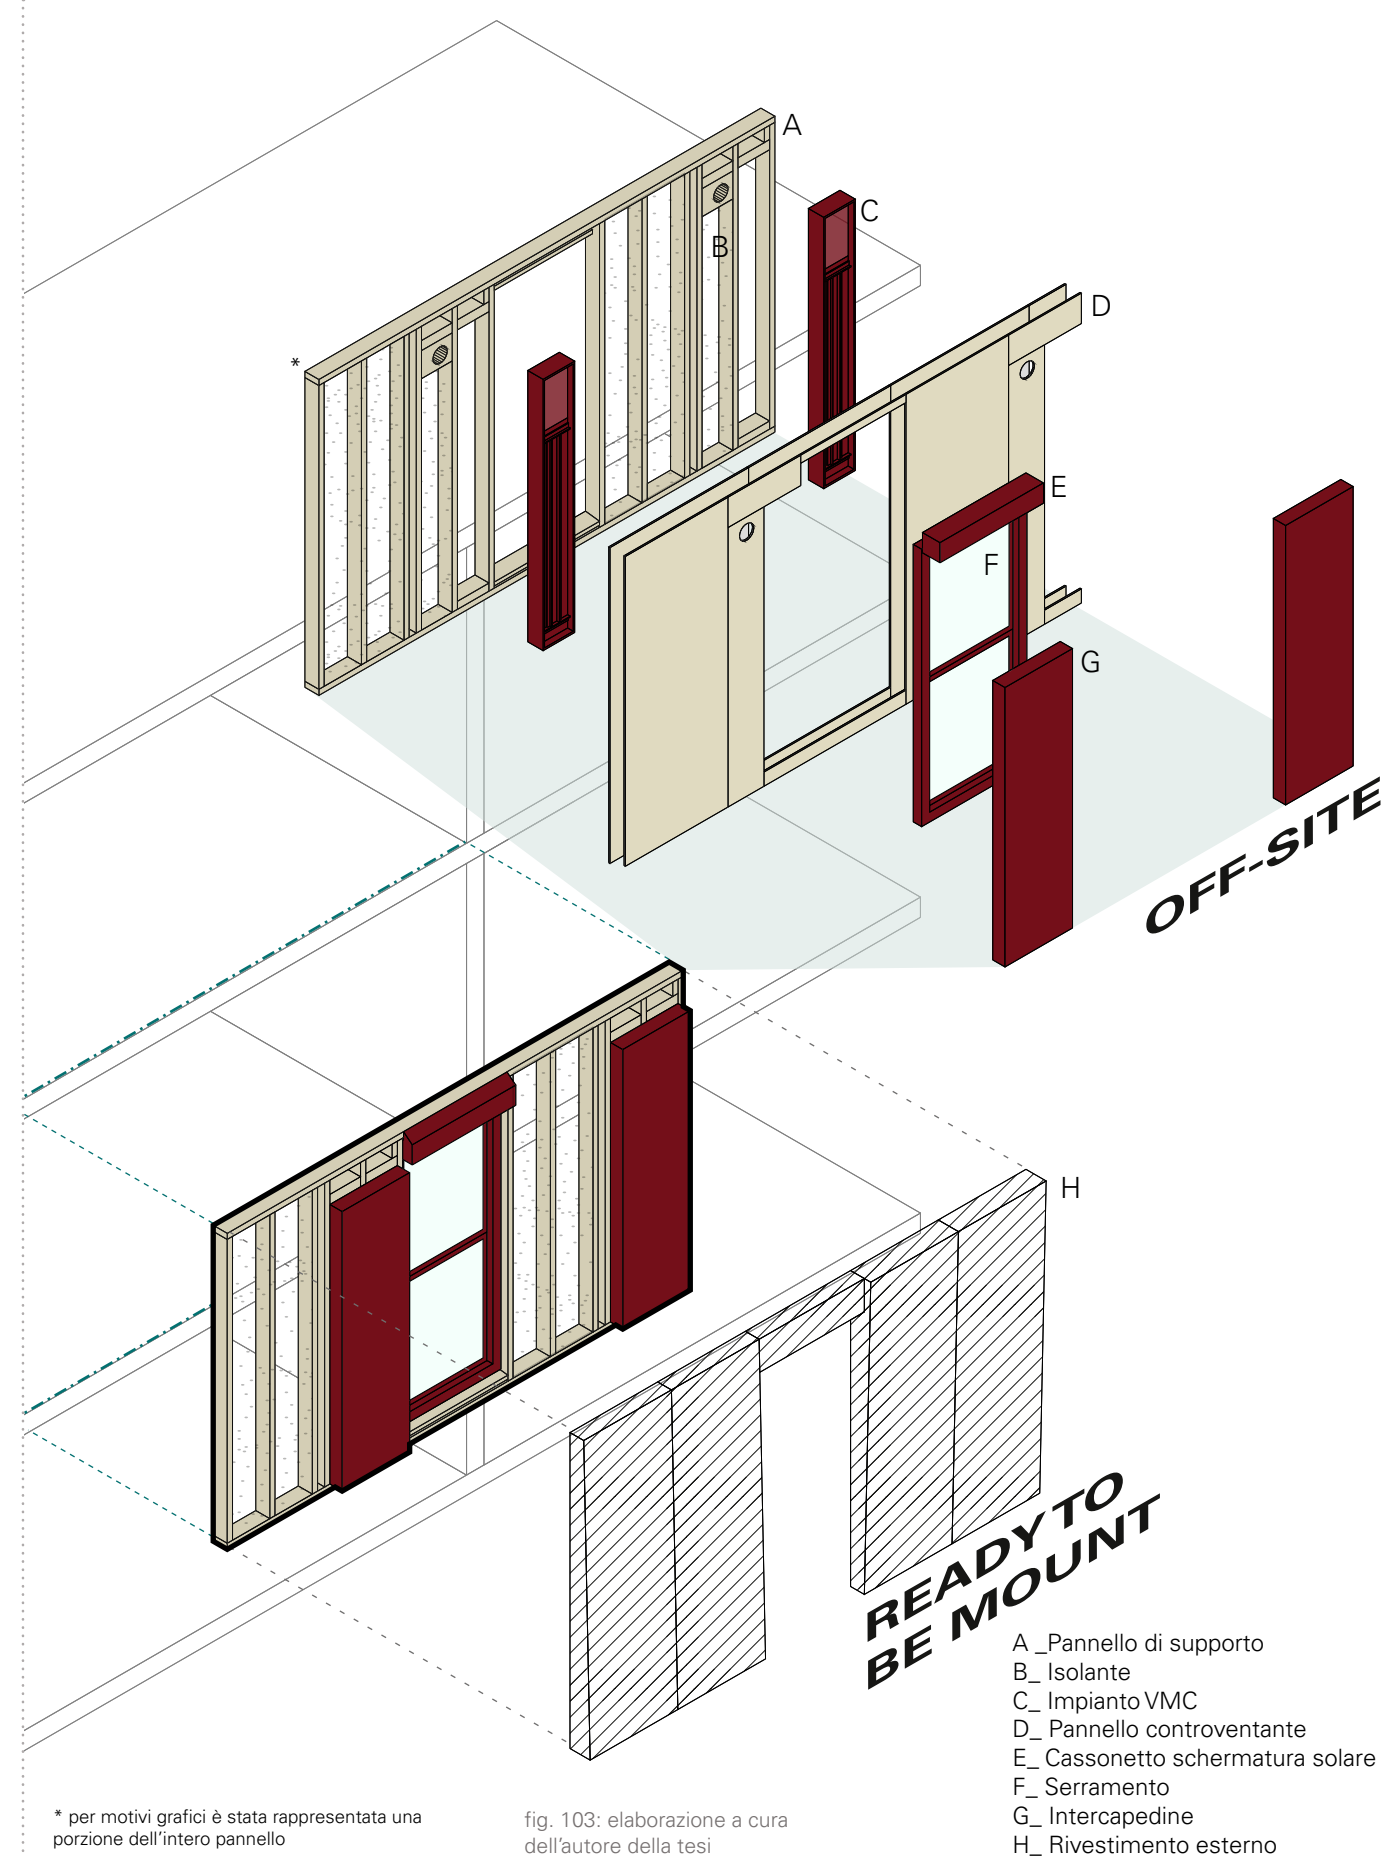 A
C
B
D
*
E
F
G
OFF-SITE
H
READY TO
BE MOUNT
A _Pannello di supporto
B_ Isolante
C_ Impianto VMC
D_ Pannello controventante
E_ Cassonetto schermatura solare
F_ Serramento
G_ Intercapedine
H_ Rivestimento esterno
* per motivi grafici è stata rappresentata una
porzione dell'intero pannello
fig. 103: elaborazione a cura
dell'autore della tesi